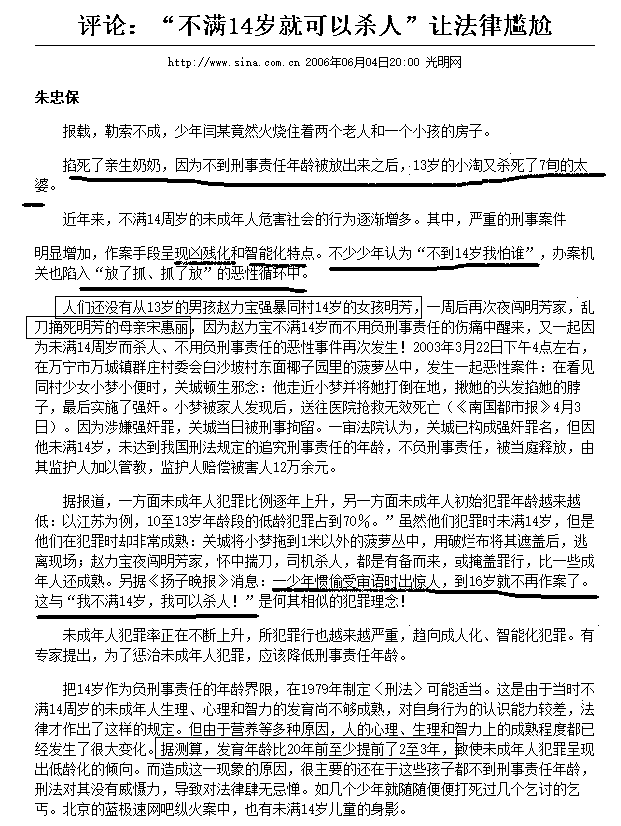 评论：“不满14岁就可以杀人”让法律尴尬
http://www.sina.com.cn 2006年06月04日20:00 光明网
朱忠保
报载，勒索不成，少年闫某竟然火烧住着两个老人和一个小孩的房子。
掐死了亲生奶奶，因为不到刑事责任年龄被放出来之后，13岁的小淘又杀死了7旬的太
婆。
近年来，不满14周岁的未成年人危害社会的行为逐渐增多。其中，严重的刑事案件
明显增加，作案手段呈现凶残化和智能化特点。不少少年认为“不到14岁我怕谁”，办案机
关也陷入“放了抓、抓了放”的恶性循环中。
人们还没有从13岁的男孩赵力宝强暴同村14岁的女孩明芳，一周后再次夜闯明芳家，乱
刀捅死明芳的母亲宋惠丽，因为赵力宝不满14岁而不用负刑事责任的伤痛中醒来，又一起因
为未满14周岁而杀人、不用负刑事责任的恶性事件再次发生！2003年3月22日下午4点左右，
在万宁市万城镇群庄村委会白沙坡村东面椰子园里的菠萝丛中，发生一起恶性案件：在看见
同村少女小梦小便时，关城顿生邪念：他走近小梦并将她打倒在地，揪她的头发掐她的脖
子，最后实施了强奸。小梦被家人发现后，送往医院抢救无效死亡（《南国都市报》4月3
日）。因为涉嫌强奸罪，关城当日被刑事拘留。一审法院认为，关城已构成强奸罪名，但因
他未满14岁，未达到我国刑法规定的追究刑事责任的年龄，不负刑事责任，被当庭释放，由
其监护人加以管教，监护人赔偿被害人12万余元。
据报道，一方面未成年人犯罪比例逐年上升，另一方面未成年人初始犯罪年龄越来越
低：以江苏为例，10至13岁年龄段的低龄犯罪占到70％。”虽然他们犯罪时未满14岁，但是
他们在犯罪时却非常成熟：关城将小梦拖到1米以外的菠萝丛中，用破烂布将其遮盖后，逃
离现场；赵力宝夜闯明芳家，怀中揣刀，司机杀人，都是有备而来，或掩盖罪行，比一些成
年人还成熟。另据《扬子晚报》消息：一少年惯偷受审语时出惊人，到16岁就不再作案了。
这与“我不满14岁，我可以杀人！”是何其相似的犯罪理念！
未成年人犯罪率正在不断上升，所犯罪行也越来越严重，趋向成人化、智能化犯罪。有
专家提出，为了惩治未成年人犯罪，应该降低刑事责任年龄。
把14岁作为负刑事责任的年龄界限，在1979年制定《刑法》可能适当。这是由于当时不
满14周岁的未成年人生理、心理和智力的发育尚不够成熟，对自身行为的认识能力较差，法
律才作出了这样的规定。但由于营养等多种原因，人的心理、生理和智力上的成熟程度都已
经发生了很大变化。据测算，发育年龄比20年前至少提前了2至3年，致使未成年人犯罪呈现
出低龄化的倾向。而造成这一现象的原因，很主要的还在于这些孩子都不到刑事责任年龄，
刑法对其没有威慑力，导致对法律肆无忌惮。如几个少年就随随便便打死过几个乞讨的乞
丐。北京的蓝极速网吧纵火案中，也有未满14岁儿童的身影。